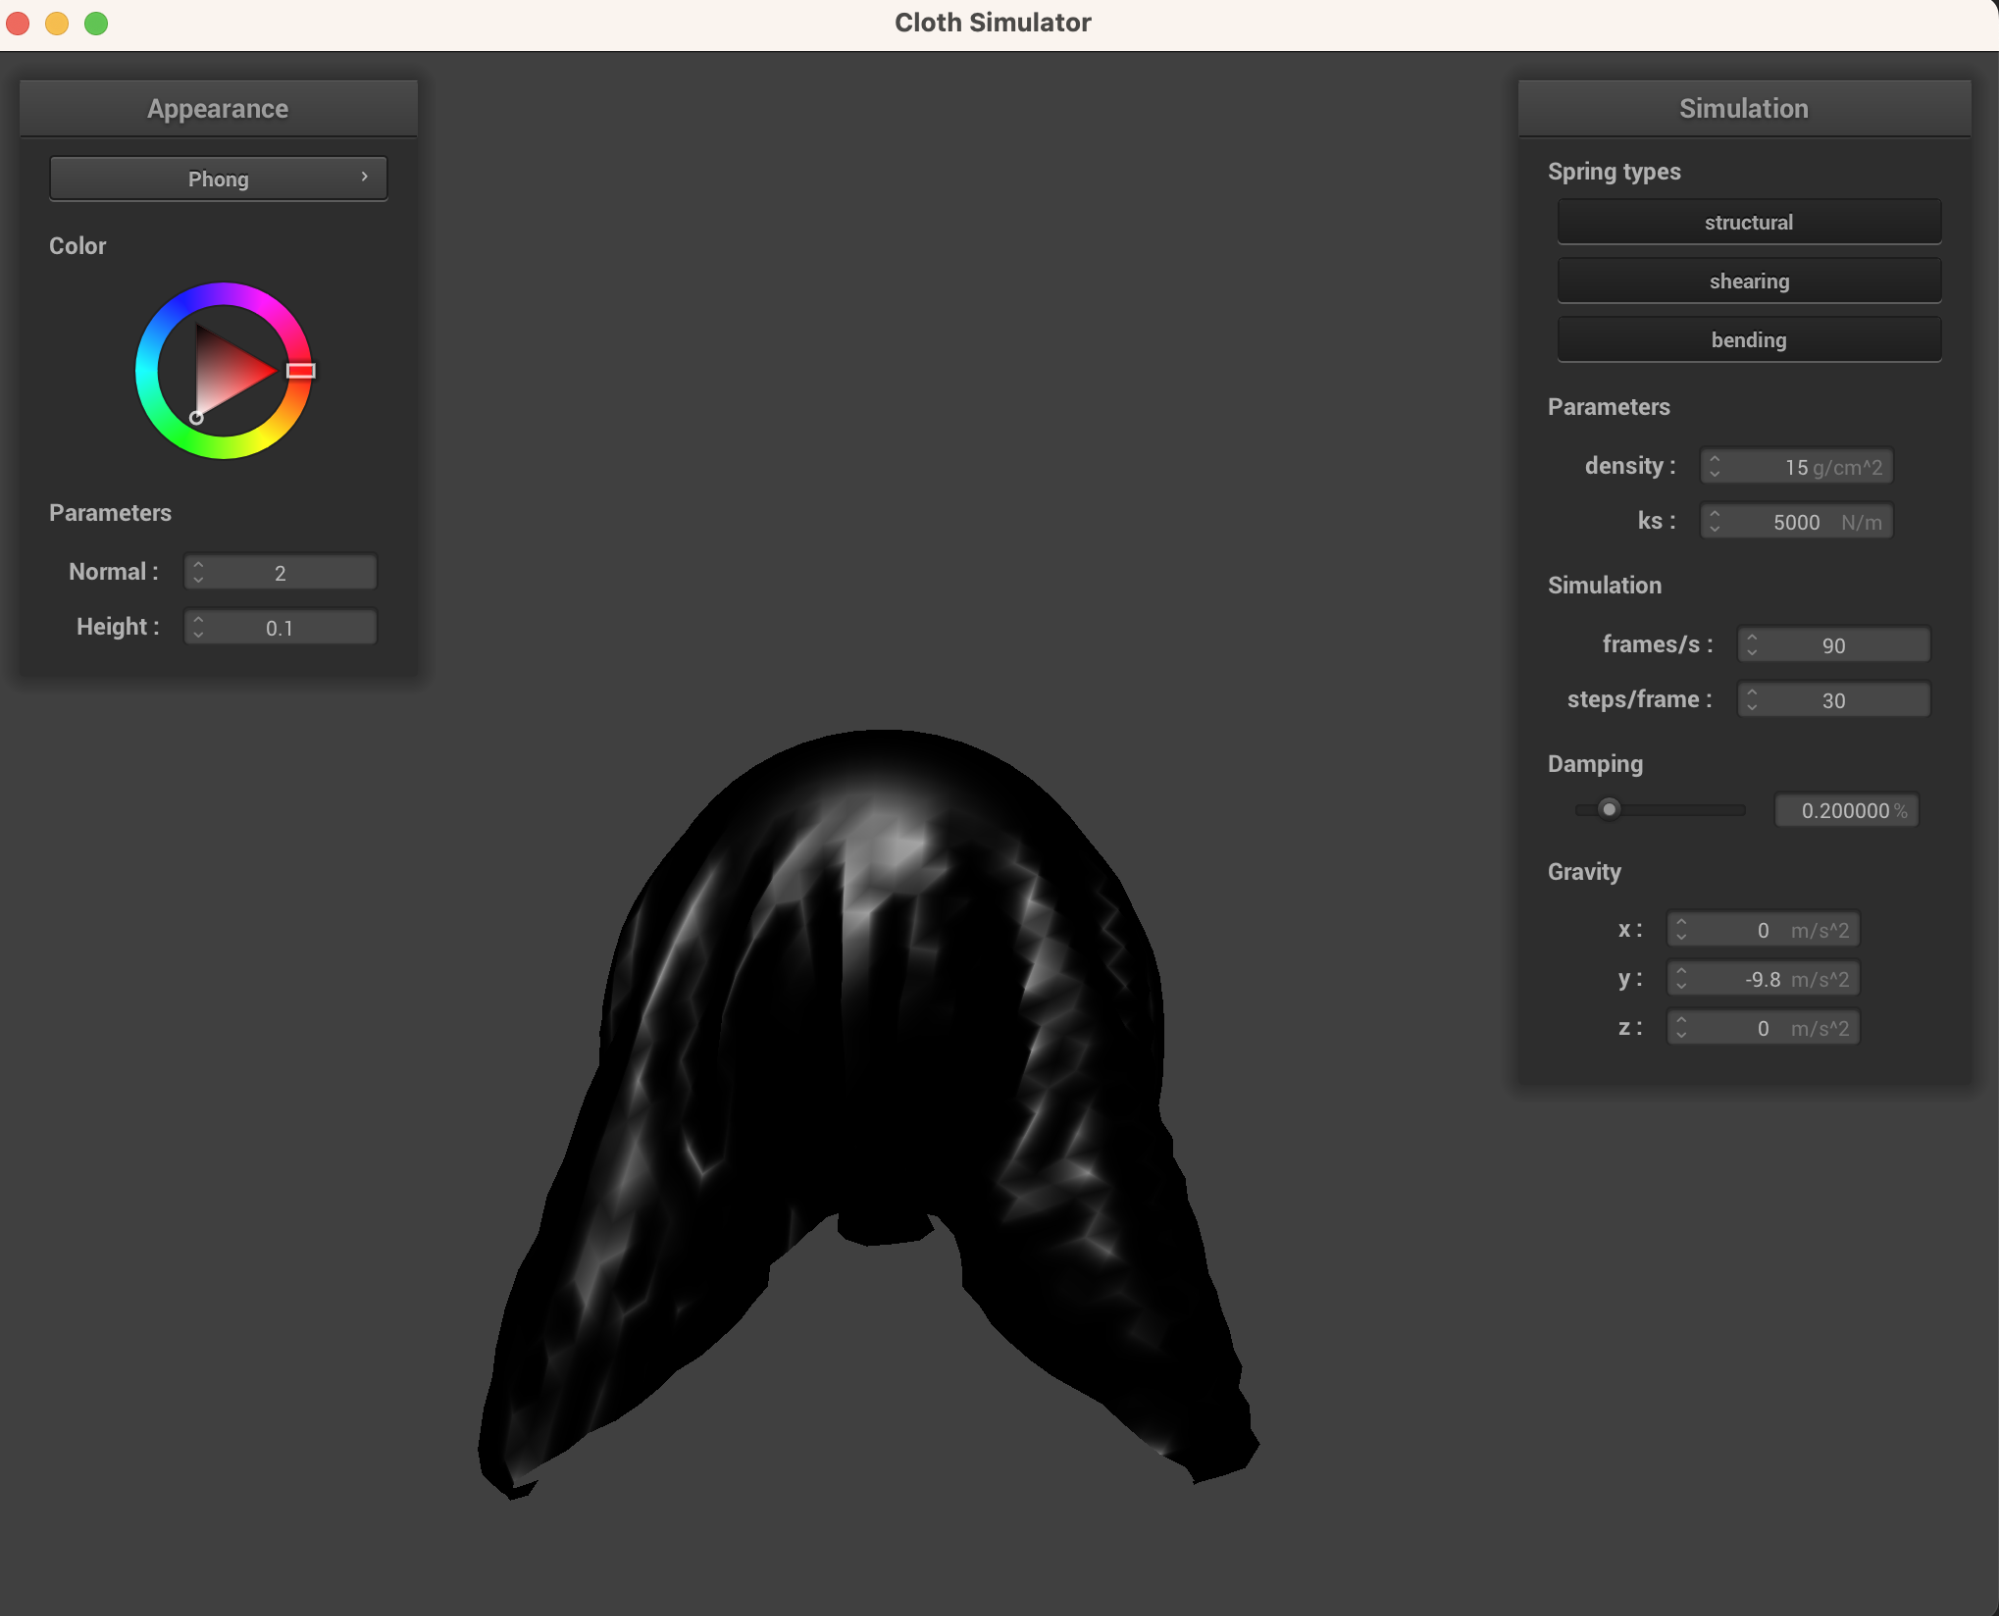 Cloth Simulator
Appearance
Phong
Color
Parameters
Normal : 2
Height : 0.1
Simulation
Spring types
structural
shearing
bending
Parameters
density : 15 g/cm^2
ks : 5000 N/m
Simulation
frames/s : 90
steps/frame : 30
Damping
0.200000 %
Gravity
x : 0 m/s^2
y : -9.8 m/s^2
z : 0 m/s^2